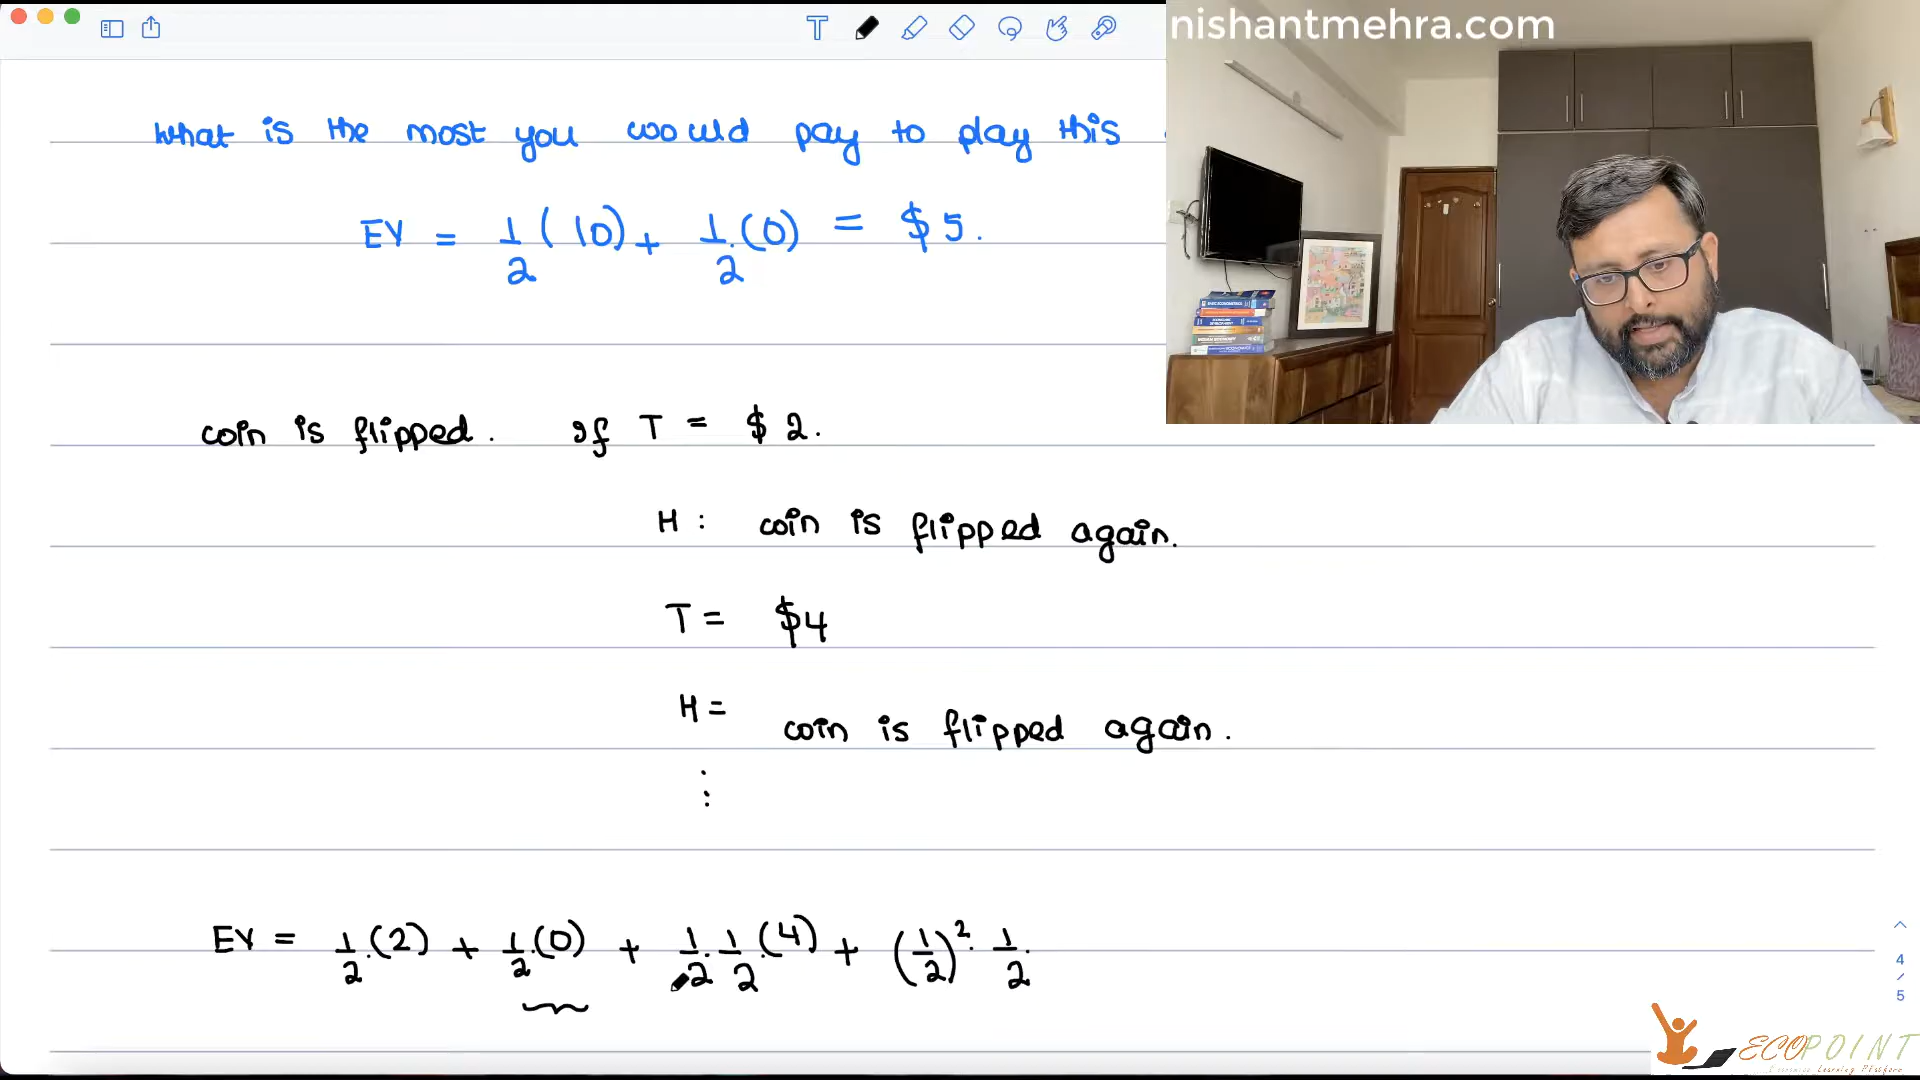 nishantmehra.com
What is the most you would pay to play this
EV = 1/2 (10) + 1/2 . (0) = $ 5 .
coin is flipped . If T = $ 2 .
H : coin is flipped again.
T = $4
H = coin is flipped again .
:
EV = 1/2 . (2) + 1/2 . (0) + 1/2 . 1/2 . (4) + (1/2)² . 1/2 .
4
/
5
ECOPOINT